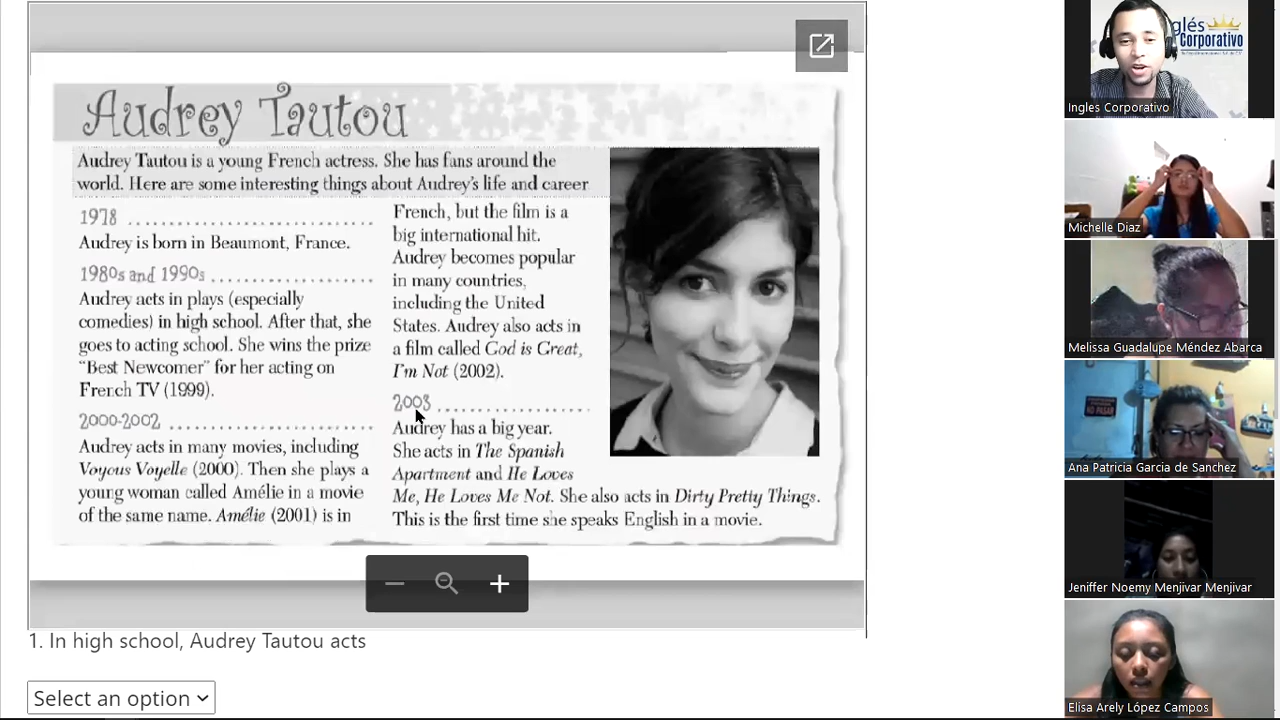 Audrey Tautou
Audrey Tautou is a young French actress. She has fans around the
world. Here are some interesting things about Audrey's life and career
1978
Audrey is born in Beaumont, France.
1980s and 1990s
Audrey acts in plays (especially
comedies) in high school. After that, she
goes to acting school. She wins the prize
"Best Newcomer" for her acting on
French TV (1999).
2000-2002
Audrey acts in many movies, including
Voyous Voyelle (2000). Then she plays a
young woman called Amélie in a movie
of the same name. Amélie (2001) is in
French, but the film is a
big international hit.
Audrey becomes popular
in many countries,
including the United
States. Audrey also acts in
a film called God is Great,
I'm Not (2002).
2003
Audrey has a big year.
She acts in The Spanish
Apartment and He Loves
Me, He Loves Me Not. She also acts in Dirty Pretty Things.
This is the first time she speaks English in a movie.
1. In high school, Audrey Tautou acts
Select an option
glés
Corporativo
Ingles Corporativo
Michelle Diaz
Melissa Guadalupe Méndez Abarca
NO PASAR
Ana Patricia Garcia de Sanchez
Jeniffer Noemy Menjivar Menjivar
Elisa Arely López Campos